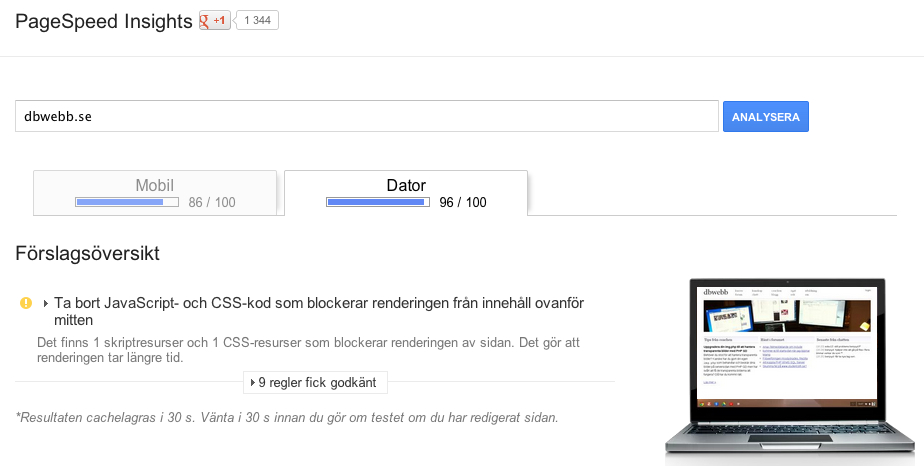 PageSpeed Insights +1 1 344
dbwebb.se ANALYSERA
Mobil
86 / 100
Dator
96 / 100
Förslagsöversikt
Ta bort JavaScript- och CSS-kod som blockerar renderingen från innehåll ovanför
mitten
Det finns 1 skriptresurser och 1 CSS-resurser som blockerar renderingen av sidan. Det gör att
renderingen tar längre tid.
9 regler fick godkänt
*Resultaten cachelagras i 30 s. Vänta i 30 s innan du gör om testet om du har redigerat sidan.
dbwebb